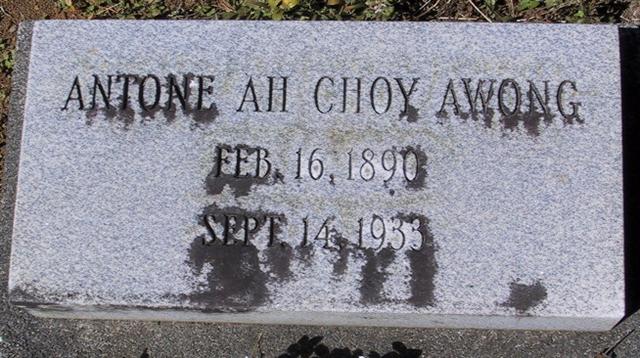 ANTONE AH CHOY AWONG
FEB. 16, 1890
SEPT. 14, 1933